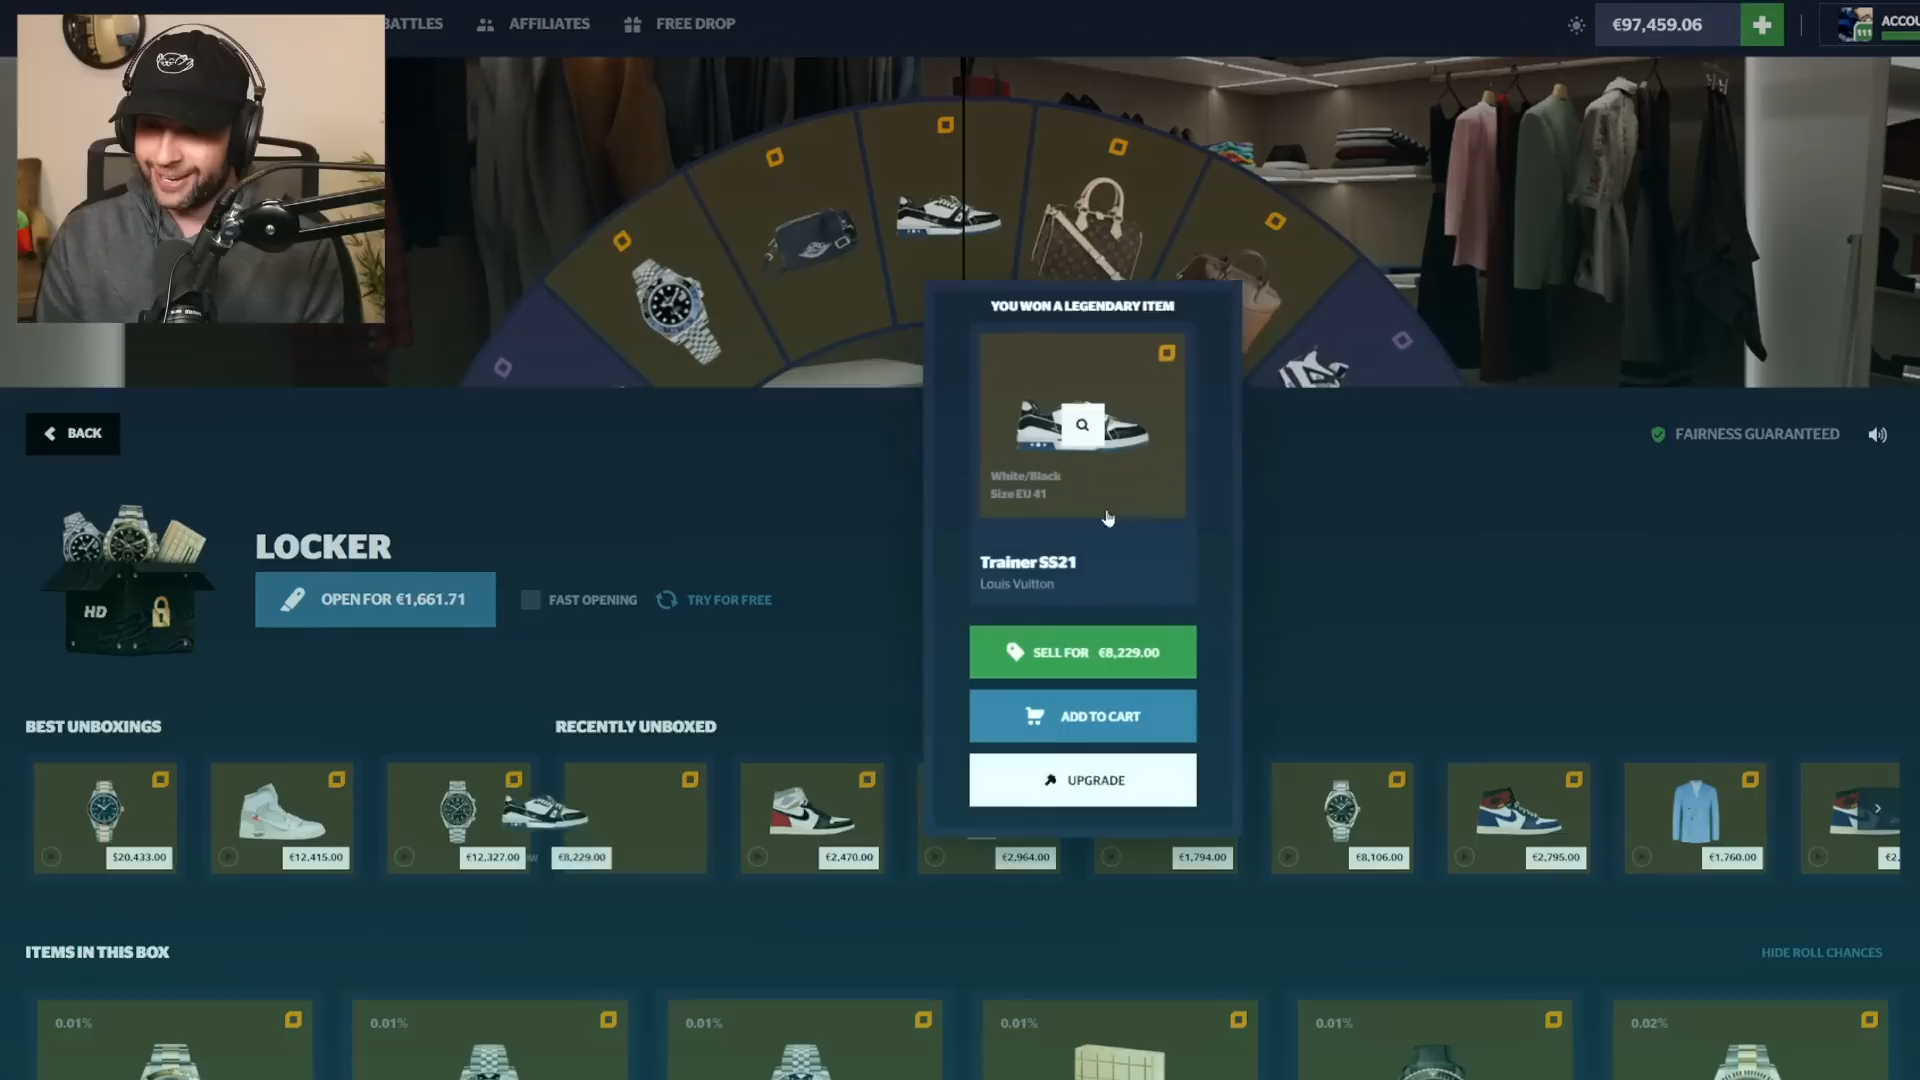 BATTLES
AFFILIATES
FREE DROP
€97,459.06
111
ACCOU
YOU WON A LEGENDARY ITEM
White/Black
Size EU 41
Trainer SS21
Louis Vuitton
SELL FOR €8,229.00
ADD TO CART
UPGRADE
BACK
FAIRNESS GUARANTEED
HD
LOCKER
OPEN FOR €1,661.71
FAST OPENING
TRY FOR FREE
BEST UNBOXINGS
RECENTLY UNBOXED
$20,433.00
€12,415.00
€12,327.00
€8,229.00
€2,470.00
€2,964.00
€1,794.00
€8,106.00
€2,795.00
€1,760.00
€2,
ITEMS IN THIS BOX
HIDE ROLL CHANCES
0.01%
0.01%
0.01%
0.01%
0.01%
0.02%